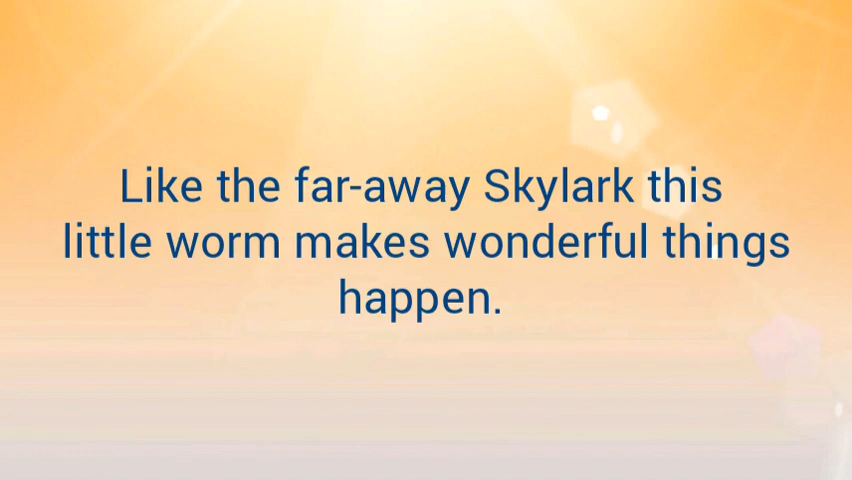 Like the far-away Skylark this
little worm makes wonderful things
happen.